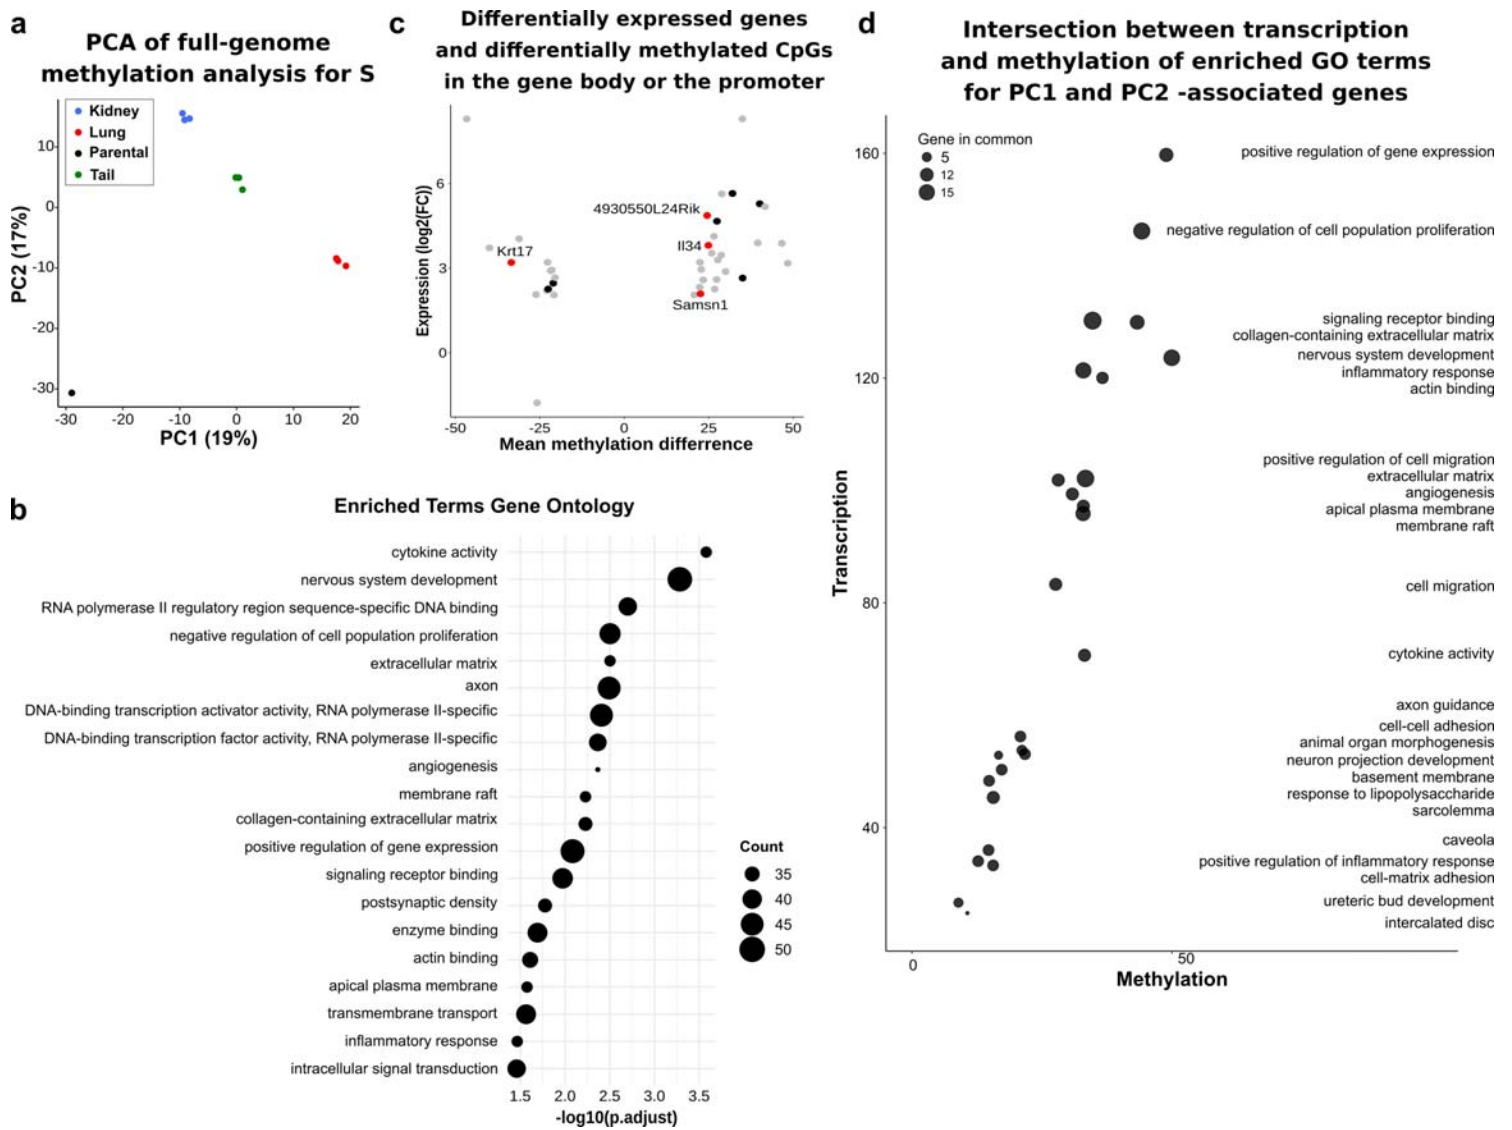 a
PCA of full-genome
methylation analysis for S
Kidney
Lung
Parental
Tail
10
0
-10
-20
-30
PC2 (17%)
-30
-20
-10
0
10
20
PC1 (19%)
c
Differentially expressed genes
and differentially methylated CpGs
in the gene body or the promoter
Expression (log2(FC))
6
3
0
4930550L24Rik
Krt17
Il34
Samsn1
-50
-25
0
25
50
Mean methylation differrence
b
Enriched Terms Gene Ontology
cytokine activity
nervous system development
RNA polymerase II regulatory region sequence-specific DNA binding
negative regulation of cell population proliferation
extracellular matrix
axon
DNA-binding transcription activator activity, RNA polymerase II-specific
DNA-binding transcription factor activity, RNA polymerase II-specific
angiogenesis
membrane raft
collagen-containing extracellular matrix
positive regulation of gene expression
signaling receptor binding
postsynaptic density
enzyme binding
actin binding
apical plasma membrane
transmembrane transport
inflammatory response
intracellular signal transduction
1.5
2.0
2.5
3.0
3.5
-log10(p.adjust)
Count
35
40
45
50
d
Intersection between transcription
and methylation of enriched GO terms
for PC1 and PC2 -associated genes
Gene in common
5
12
15
160
120
80
40
Transcription
positive regulation of gene expression
negative regulation of cell population proliferation
signaling receptor binding
collagen-containing extracellular matrix
nervous system development
inflammatory response
actin binding
positive regulation of cell migration
extracellular matrix
angiogenesis
apical plasma membrane
membrane raft
cell migration
cytokine activity
axon guidance
cell-cell adhesion
animal organ morphogenesis
neuron projection development
basement membrane
response to lipopolysaccharide
sarcolemma
caveola
positive regulation of inflammatory response
cell-matrix adhesion
ureteric bud development
intercalated disc
0
50
Methylation